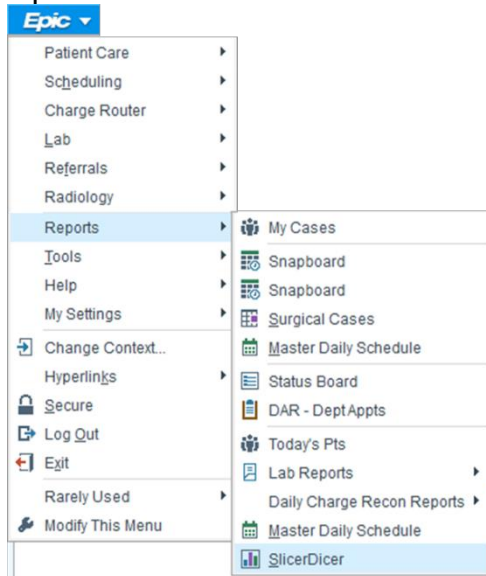 Epic
Patient Care
Scheduling
Charge Router
Lab
Referrals
Radiology
Reports
Tools
Help
My Settings
Change Context...
Hyperlinks
Secure
Log Out
Exit
Rarely Used
Modify This Menu
My Cases
Snapboard
Snapboard
Surgical Cases
Master Daily Schedule
Status Board
DAR - Dept Appts
Today's Pts
Lab Reports
Daily Charge Recon Reports
Master Daily Schedule
SlicerDicer